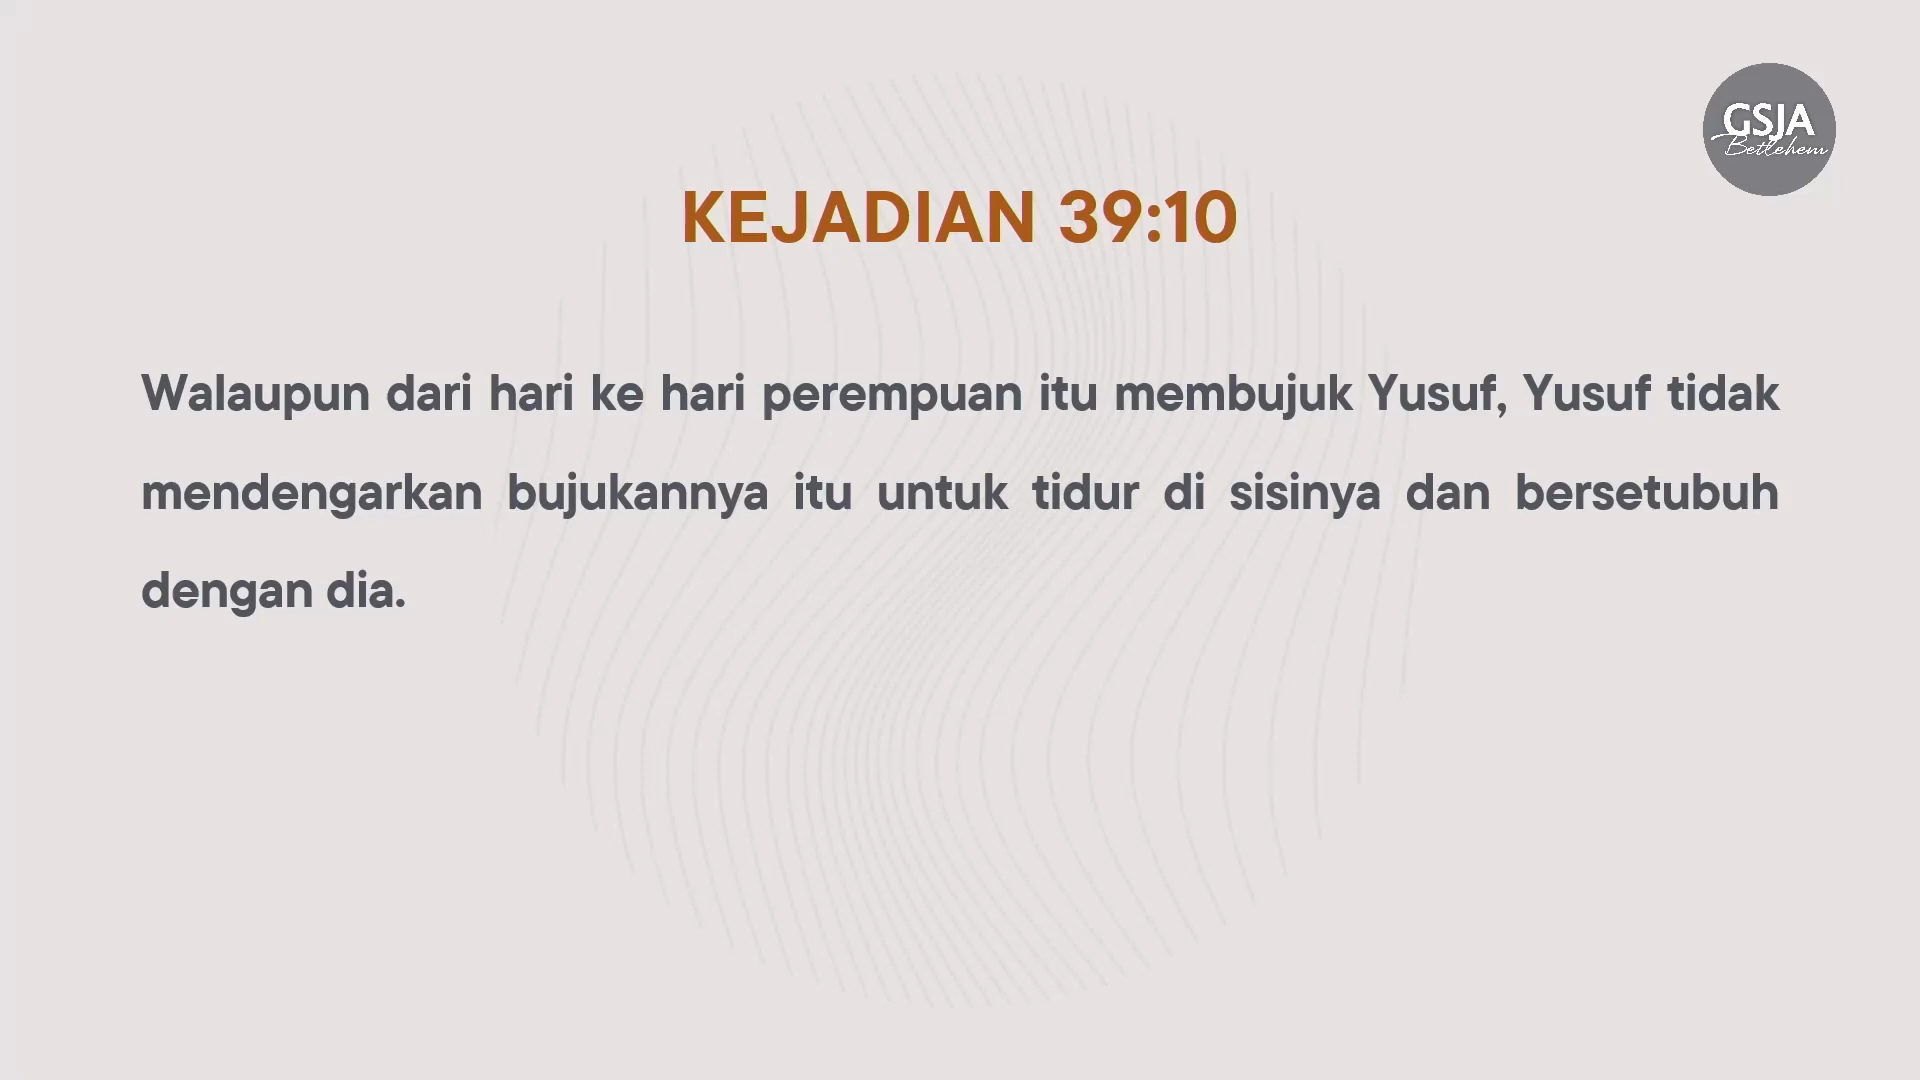 GSJA
Betlehem
KEJADIAN 39:10
Walaupun dari hari ke hari perempuan itu membujuk Yusuf, Yusuf tidak
mendengarkan bujukannya itu untuk tidur di sisinya dan bersetubuh
dengan dia.